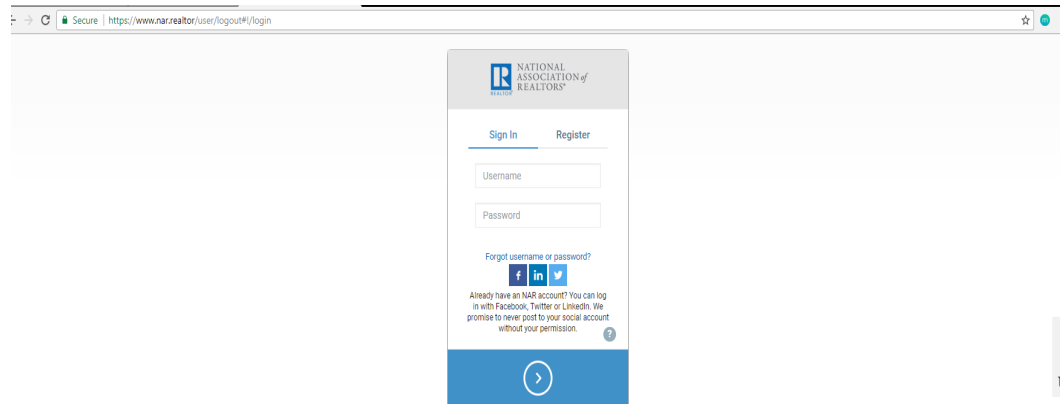 Secure | https://www.nar.realtor/user/logout#!/login
NATIONAL
ASSOCIATION of
REALTORS®
REALTOR®
Sign In Register
Username
Password
Forgot username or password?
f in
Already have an NAR account? You can log
in with Facebook, Twitter or LinkedIn. We
promise to never post to your social account
without your permission.
?